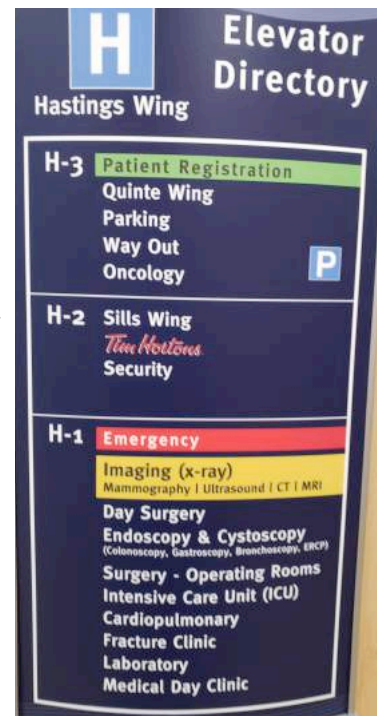 H
Elevator
Directory
Hastings Wing
H-3 Patient Registration
Quinte Wing
Parking
Way Out
Oncology
P
H-2 Sills Wing
Tim Hortons
Security
H-1 Emergency
Imaging (x-ray)
Mammography | Ultrasound | CT | MRI
Day Surgery
Endoscopy & Cystoscopy
(Colonoscopy, Gastroscopy, Bronchoscopy, ERCP)
Surgery - Operating Rooms
Intensive Care Unit (ICU)
Cardiopulmonary
Fracture Clinic
Laboratory
Medical Day Clinic